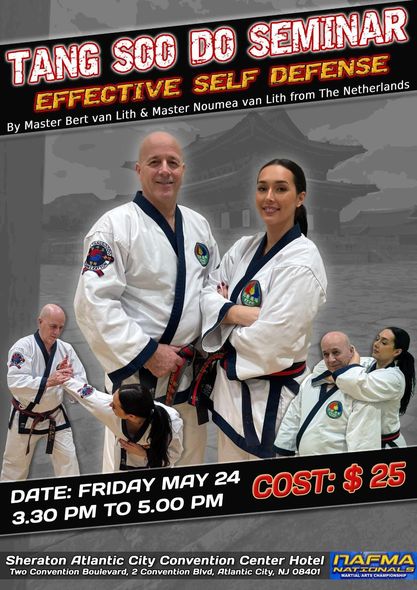 TANG SOO DO SEMINAR
EFFECTIVE SELF DEFENSE
By Master Bert van Lith & Master Noumea van Lith from The Netherlands
DATE: FRIDAY MAY 24
3.30 PM TO 5.00 PM
COST: $ 25
Sheraton Atlantic City Convention Center Hotel
Two Convention Boulevard, 2 Convention Blvd, Atlantic City, NJ 08401
NAFMA
NATIONALS
MARTIAL ARTS CHAMPIONSHIP